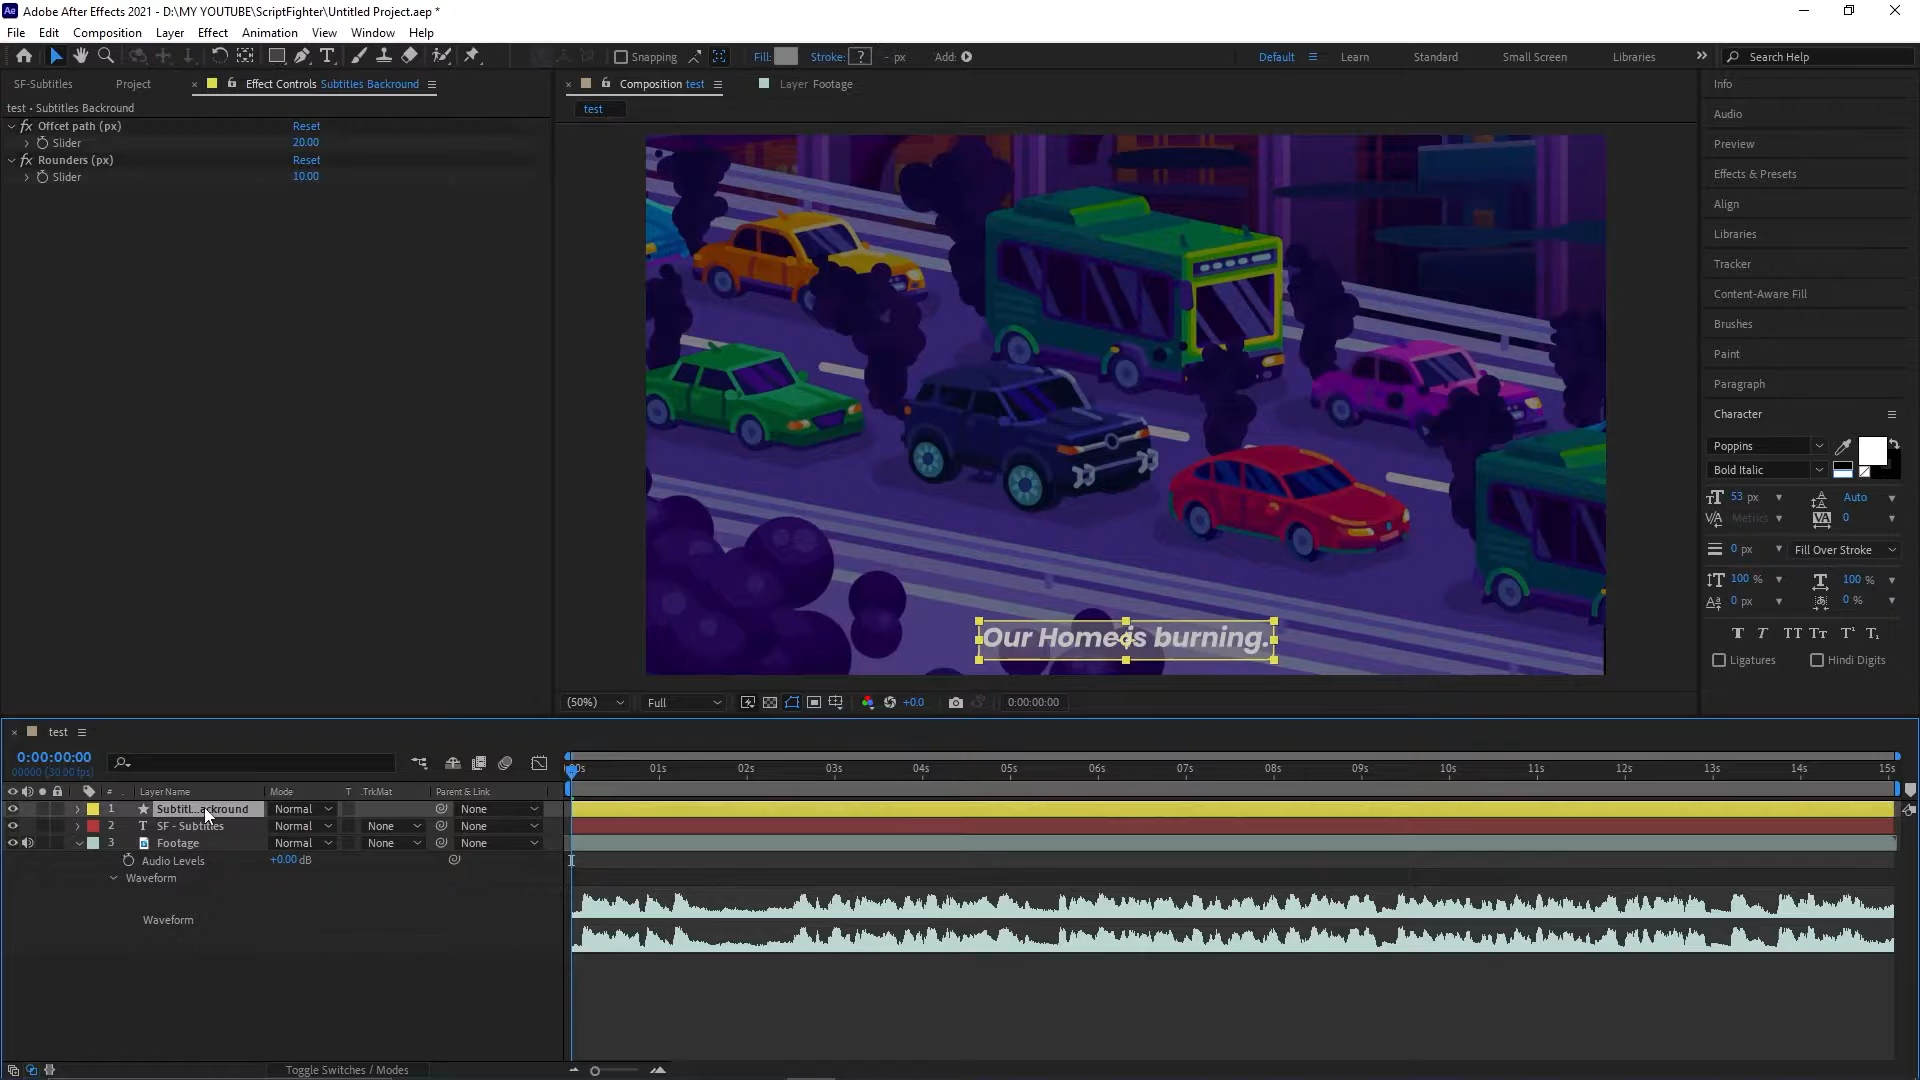 Adobe After Effects 2021 - D:\MY YOUTUBE\ScriptFighter\Untitled Project.aep *
File Edit Composition Layer Effect Animation View Window Help
Snapping Fill: Stroke: ? - px Add: Default Learn Standard Small Screen Libraries Search Help
SF-Subtitles Project Effect Controls Subtitles Backround
test • Subtitles Backround
fx Offcet path (px) Reset
Slider 20.00
fx Rounders (px) Reset
Slider 10.00
Composition test Layer Footage
test
Our Home is burning.
(50%) Full +0.0 0:00:00:00
Info
Audio
Preview
Effects & Presets
Align
Libraries
Tracker
Content-Aware Fill
Brushes
Paint
Paragraph
Character
Poppins
Bold Italic
53 px Auto
Metrics 0
0 px Fill Over Stroke
100 % 100 %
0 px 0 %
Ligatures Hindi Digits
test
0:00:00:00
00000 (30.00 fps)
# Layer Name Mode T .TrkMat Parent & Link
1 Subtitl...ackround Normal None
2 SF - Subtitles Normal None None
3 Footage Normal None None
Audio Levels +0.00 dB
Waveform
Waveform
00s 01s 02s 03s 04s 05s 06s 07s 08s 09s 10s 11s 12s 13s 14s 15s
Toggle Switches / Modes